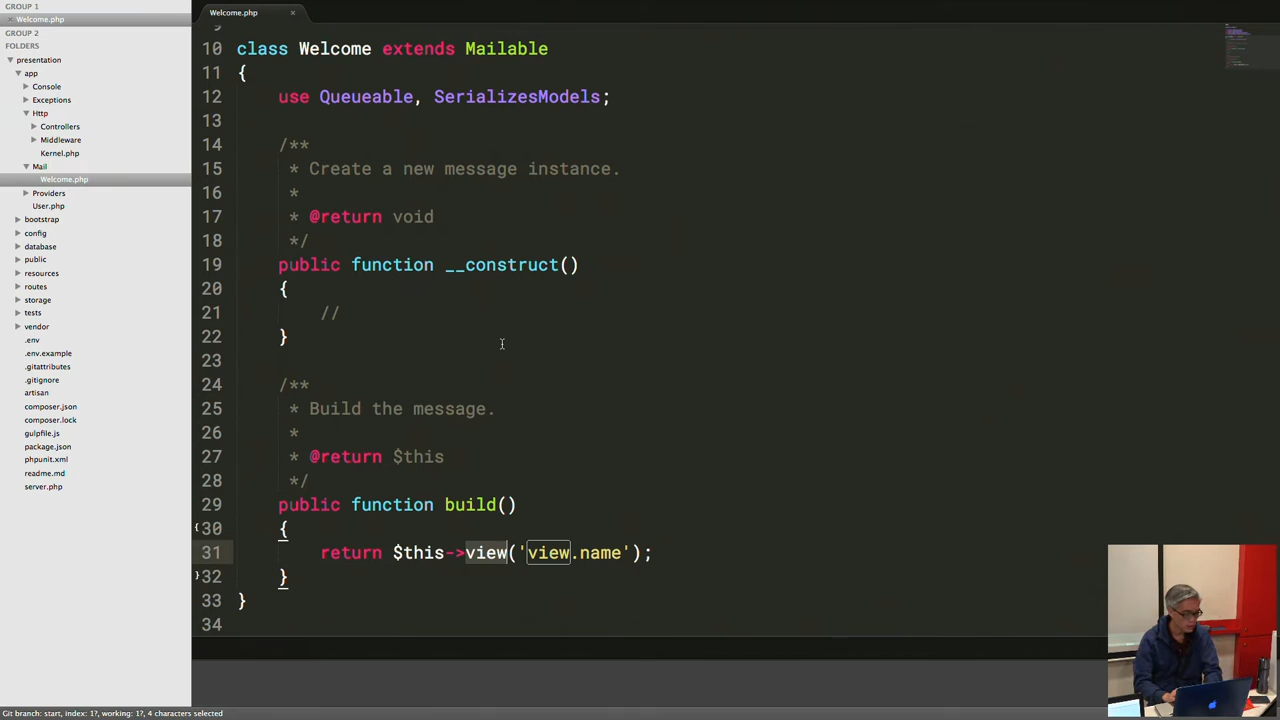 GROUP 1
× Welcome.php
GROUP 2
FOLDERS
presentation
app
Console
Exceptions
Http
Controllers
Middleware
Kernel.php
Mail
Welcome.php
Providers
User.php
bootstrap
config
database
public
resources
routes
storage
tests
vendor
.env
.env.example
.gitattributes
.gitignore
artisan
composer.json
composer.lock
gulpfile.js
package.json
phpunit.xml
readme.md
server.php
Welcome.php ×
9
10 class Welcome extends Mailable
11 {
12 use Queueable, SerializesModels;
13
14 /**
15 * Create a new message instance.
16 *
17 * @return void
18 */
19 public function __construct()
20 {
21 //
22 }
23
24 /**
25 * Build the message.
26 *
27 * @return $this
28 */
29 public function build()
30 {
31 return $this->view('view.name');
32 }
33 }
34
Git branch: start, index: 1?, working: 1?, 4 characters selected